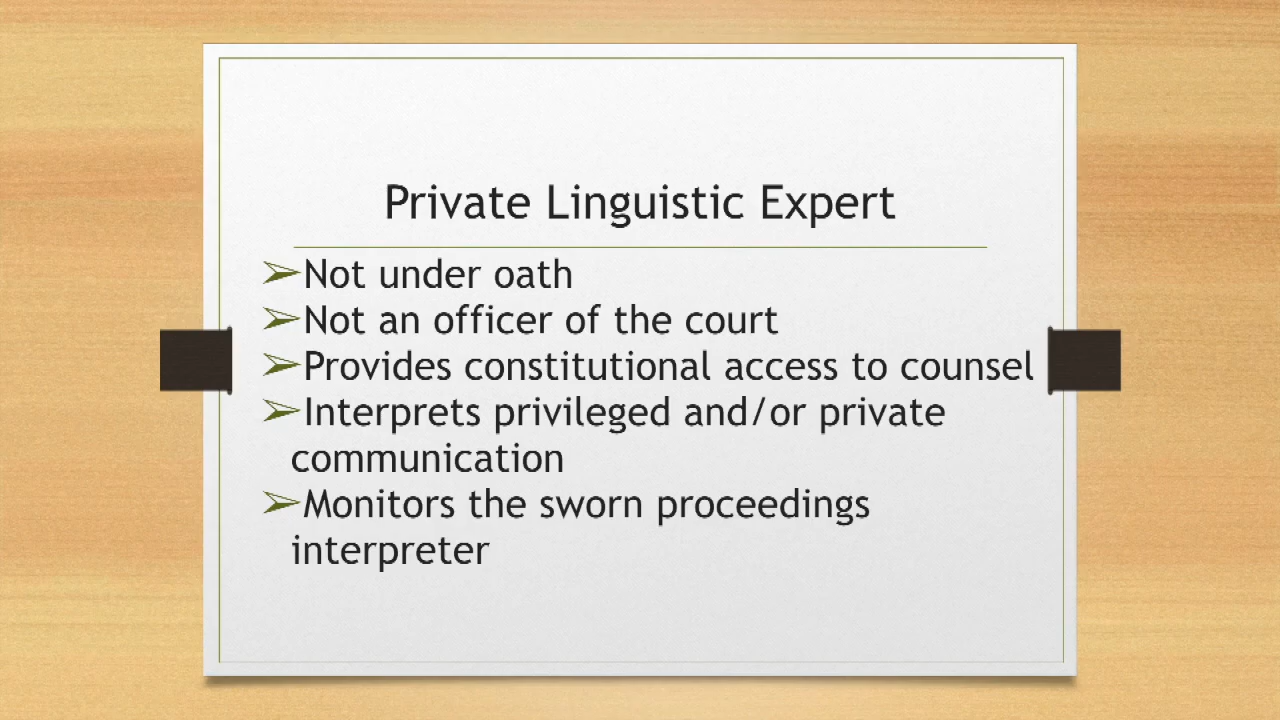 Private Linguistic Expert
➢Not under oath
➢Not an officer of the court
➢Provides constitutional access to counsel
➢Interprets privileged and/or private
communication
➢Monitors the sworn proceedings
interpreter